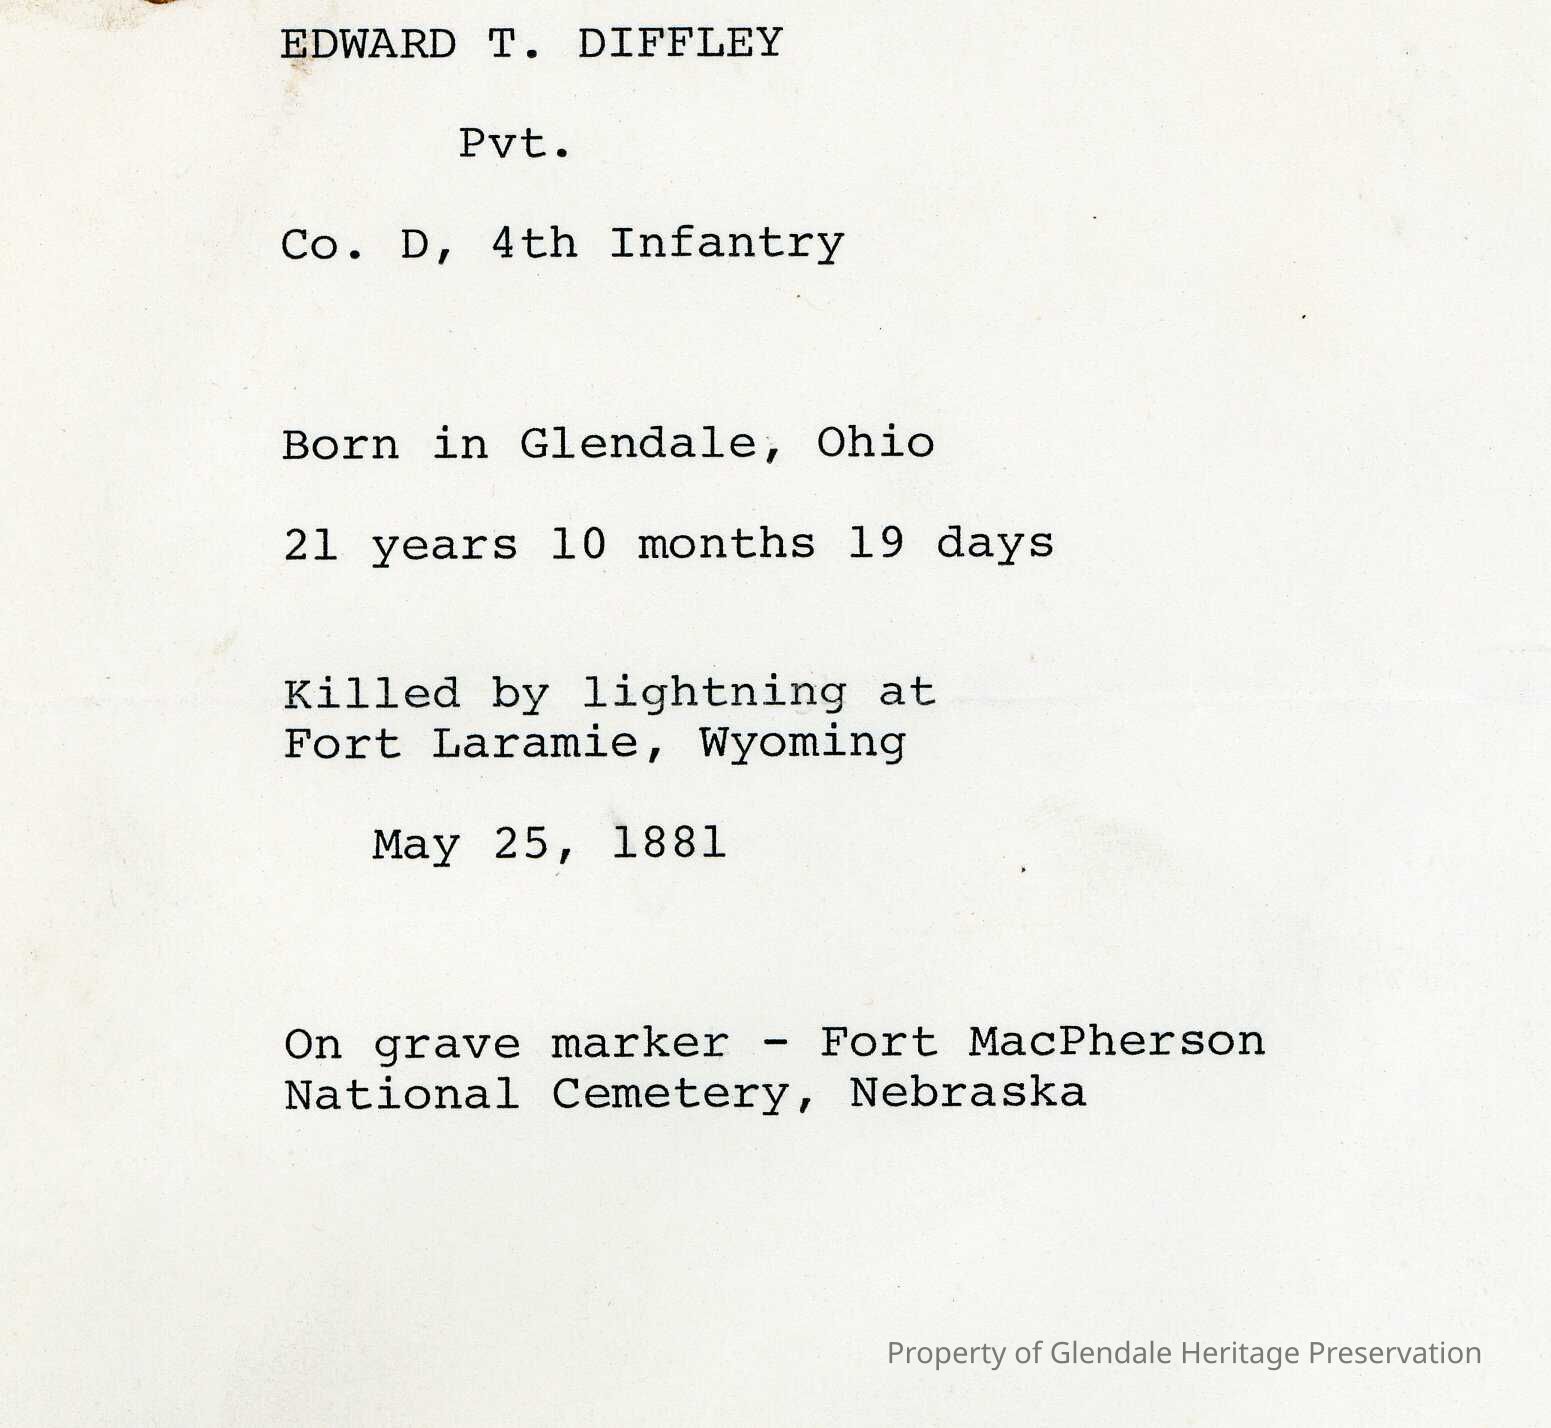 EDWARD T. DIFFLEY
Pvt.
Co. D, 4th Infantry
Born in Glendale, Ohio
21 years 10 months 19 days
Killed by lightning at
Fort Laramie, Wyoming
May 25, 1881
On grave marker - Fort MacPherson
National Cemetery, Nebraska
Property of Glendale Heritage Preservation